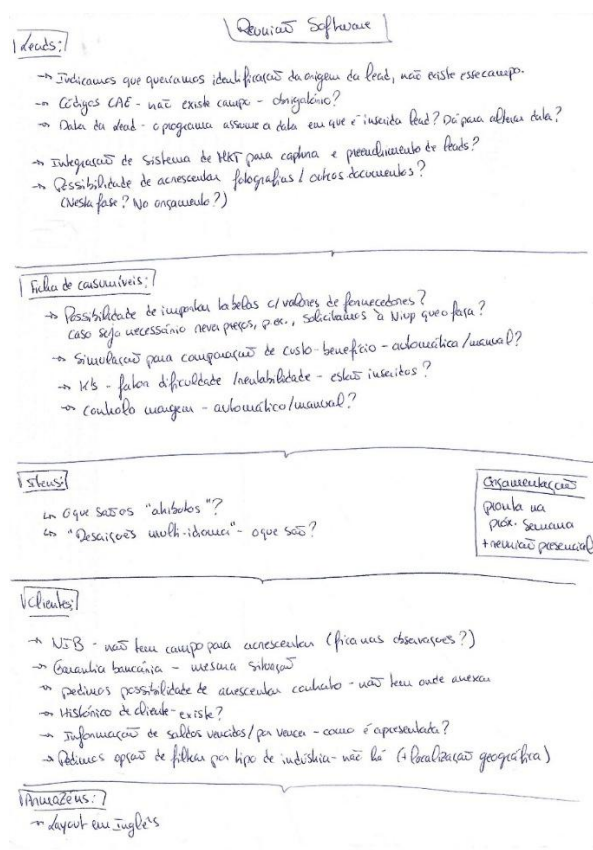 Reunião Software
Leads:
→ Indicamos que queríamos identificação da origem da lead, não existe esse campo.
→ Códigos CAE - não existe campo - obrigatório?
→ Data da lead - o programa assume a data em que é inserida lead? Dá para alterar data?
→ Integração de sistema de MKT para captura e preenchimento de leads?
→ Possibilidade de acrescentar fotografias / outros documentos?
(Nesta fase? No orçamento?)
Ficha de consumíveis:
→ Possibilidade de importar tabelas c/ valores de fornecedores?
caso seja necessário rever preços, p. ex., solicitamos à que o faça?
→ Simulação para comparação de custo-benefício - automática/manual?
→ K's - fator dificuldade /rentabilidade - estão inseridos?
→ controlo margem - automático/manual?
Itens:
↳ O que são os "atributos"?
↳ "Descrições multi-idioma" - o que são?
Orçamentação
pronta na
próx. semana
+ reunião presencial
Clientes:
→ NIB - não tem campo para acrescentar (fica nas observações?)
→ Garantia bancária - mesma situação
→ pedimos possibilidade de acrescentar contrato - não tem onde anexar
→ Histórico de cliente - existe?
→ Informação de saldos vencidos/por vencer - como é apresentada?
→ Pedimos opção de filtrar por tipo de indústria - não há (+ localização geográfica)
Armazéns:
→ Layout em Inglês